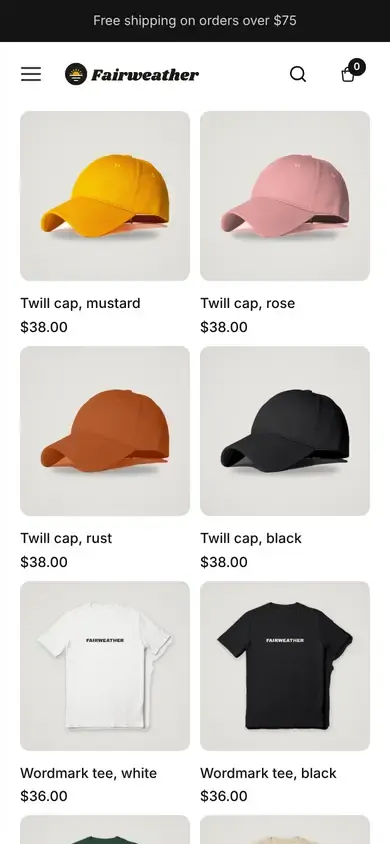 Free shipping on orders over $75
Fairweather
0
Twill cap, mustard
$38.00
Twill cap, rose
$38.00
Twill cap, rust
$38.00
Twill cap, black
$38.00
FAIRWEATHER
Wordmark tee, white
$36.00
FAIRWEATHER
Wordmark tee, black
$36.00